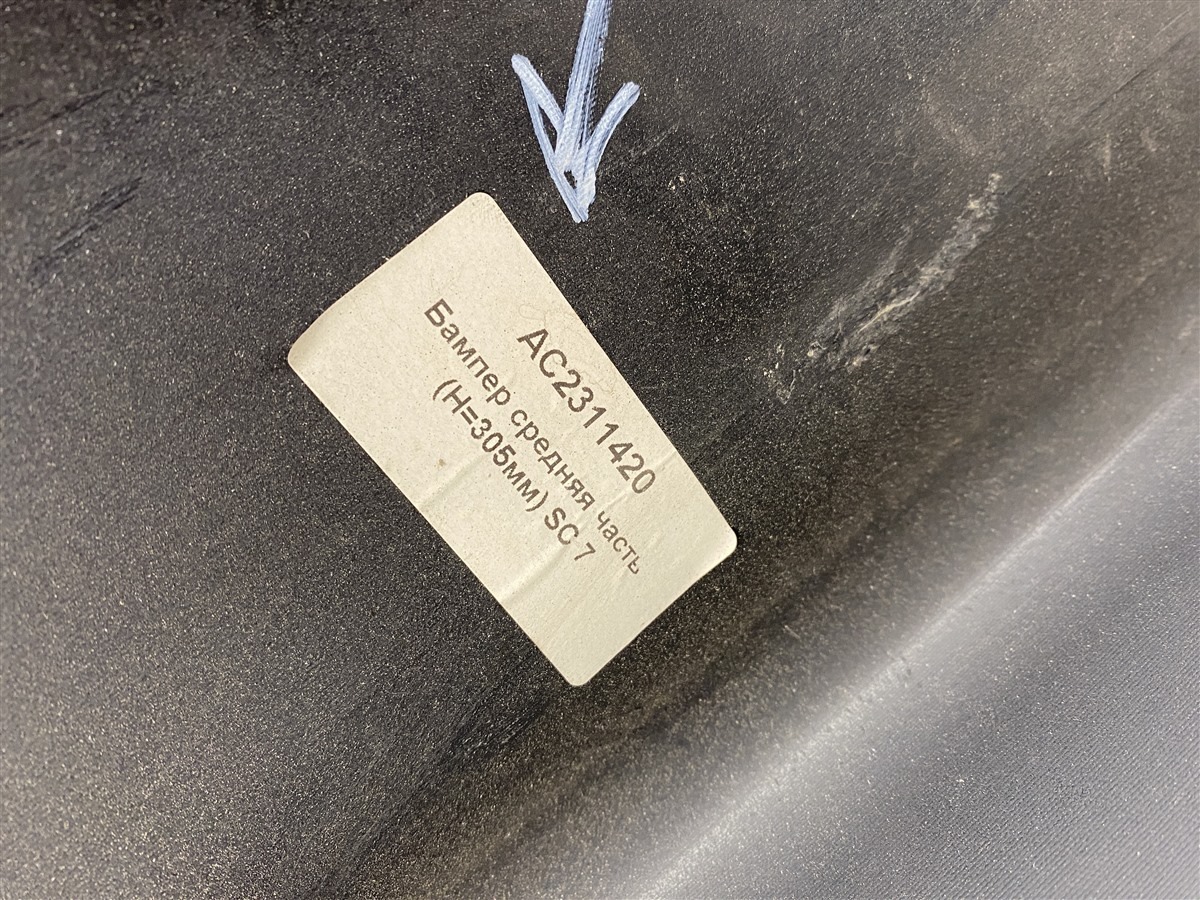 AC2311420
Бампер средняя часть
(H=305мм) SC 7